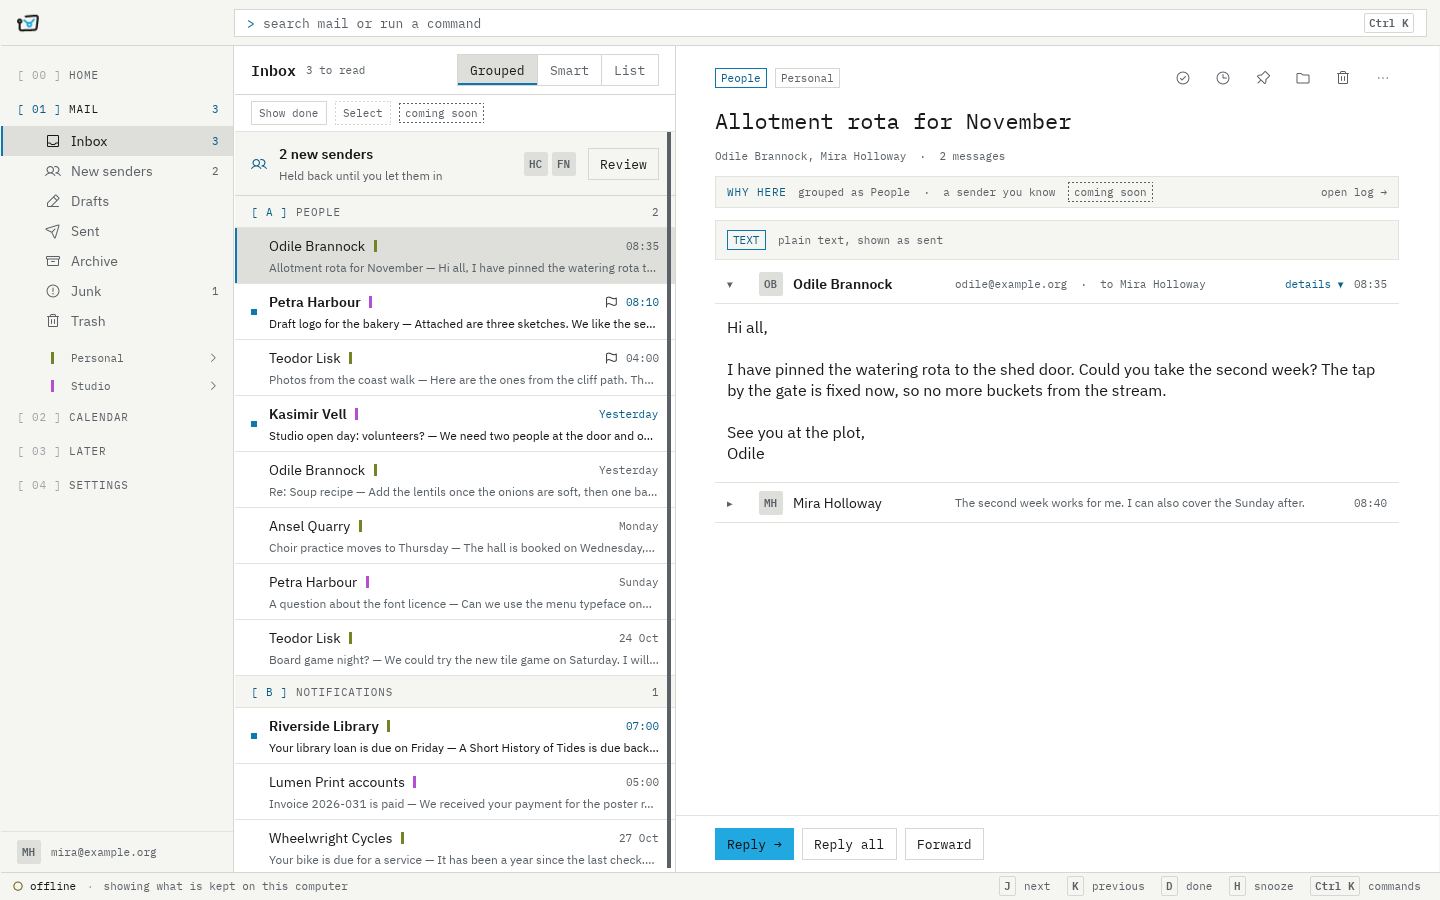 > search mail or run a command Ctrl K
[ 00 ] HOME
[ 01 ] MAIL 3
Inbox 3
New senders 2
Drafts
Sent
Archive
Junk 1
Trash
Personal
Studio
[ 02 ] CALENDAR
[ 03 ] LATER
[ 04 ] SETTINGS
MH mira@example.org
Inbox 3 to read Grouped Smart List
Show done Select coming soon
2 new senders
Held back until you let them in
HC FN Review
[ A ] PEOPLE 2
Odile Brannock 08:35
Allotment rota for November — Hi all, I have pinned the watering rota t...
Petra Harbour 08:10
Draft logo for the bakery — Attached are three sketches. We like the se...
Teodor Lisk 04:00
Photos from the coast walk — Here are the ones from the cliff path. Th...
Kasimir Vell Yesterday
Studio open day: volunteers? — We need two people at the door and o...
Odile Brannock Yesterday
Re: Soup recipe — Add the lentils once the onions are soft, then one ba...
Ansel Quarry Monday
Choir practice moves to Thursday — The hall is booked on Wednesday,...
Petra Harbour Sunday
A question about the font licence — Can we use the menu typeface on...
Teodor Lisk 24 Oct
Board game night? — We could try the new tile game on Saturday. I will...
[ B ] NOTIFICATIONS 1
Riverside Library 07:00
Your library loan is due on Friday — A Short History of Tides is due back...
Lumen Print accounts 05:00
Invoice 2026-031 is paid — We received your payment for the poster r...
Wheelwright Cycles 27 Oct
Your bike is due for a service — It has been a year since the last check....
People Personal
Allotment rota for November
Odile Brannock, Mira Holloway · 2 messages
WHY HERE grouped as People · a sender you know coming soon open log →
TEXT plain text, shown as sent
▾ OB Odile Brannock odile@example.org · to Mira Holloway details ▾ 08:35
Hi all,
I have pinned the watering rota to the shed door. Could you take the second week? The tap
by the gate is fixed now, so no more buckets from the stream.
See you at the plot,
Odile
▸ MH Mira Holloway The second week works for me. I can also cover the Sunday after. 08:40
Reply → Reply all Forward
offline · showing what is kept on this computer
J next K previous D done H snooze Ctrl K commands